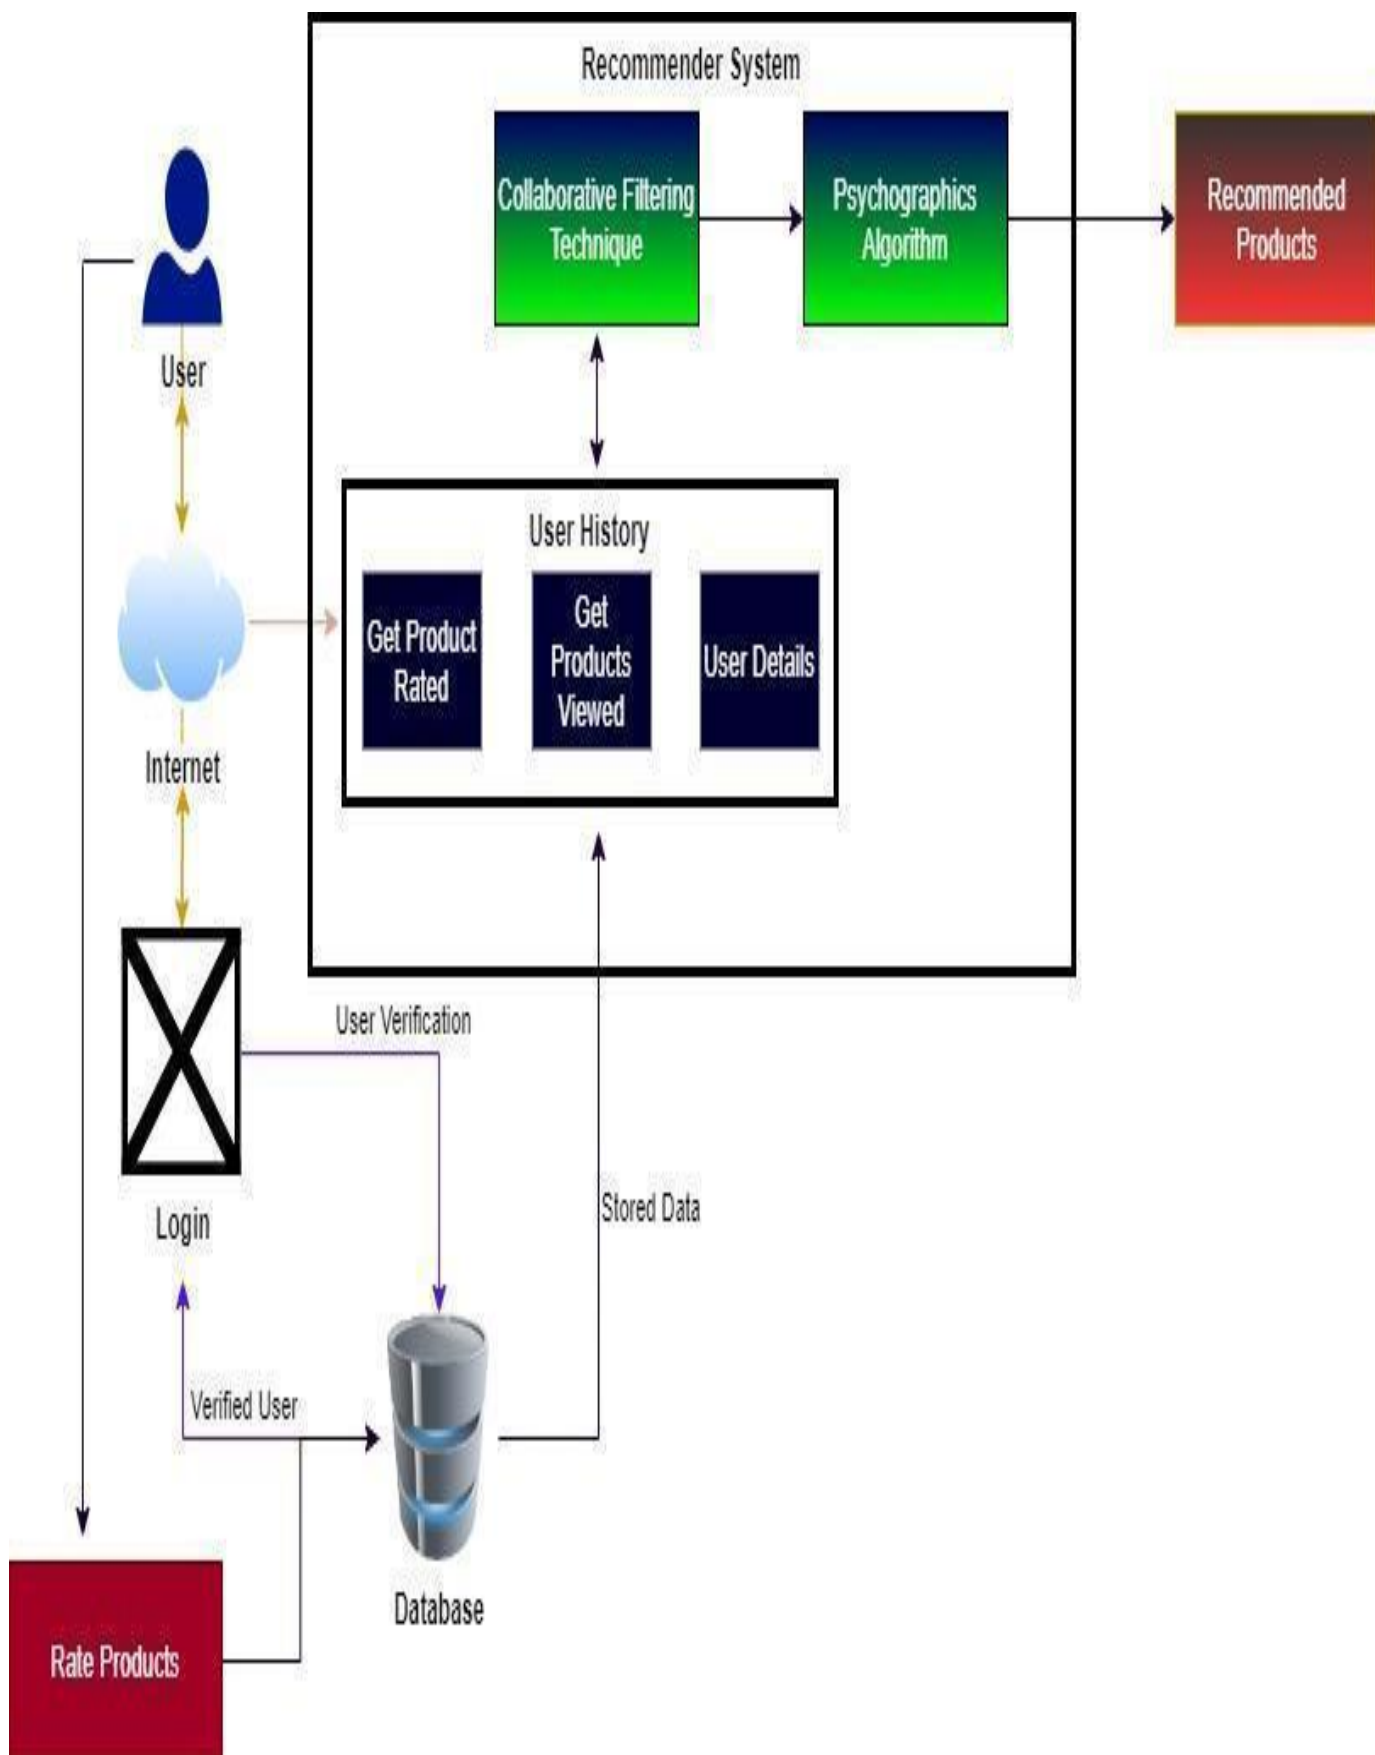 Recommender System
Collaborative Filtering
Technique
Psychographics
Algorithm
Recommended
Products
User
User History
Get Product
Rated
Get
Products
Viewed
User Details
Internet
User Verification
Login
Stored Data
Verified User
Database
Rate Products